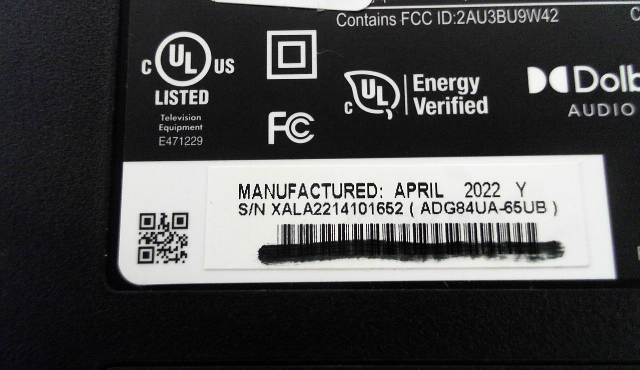 Contains FCC ID:2AU3BU9W42
C UL US
LISTED
Television
Equipment
E471229
FC
C UL Energy
Verified
Dolb
AUDIO
MANUFACTURED: APRIL 2022 Y
S/N XALA2214101652 ( ADG84UA-65UB )